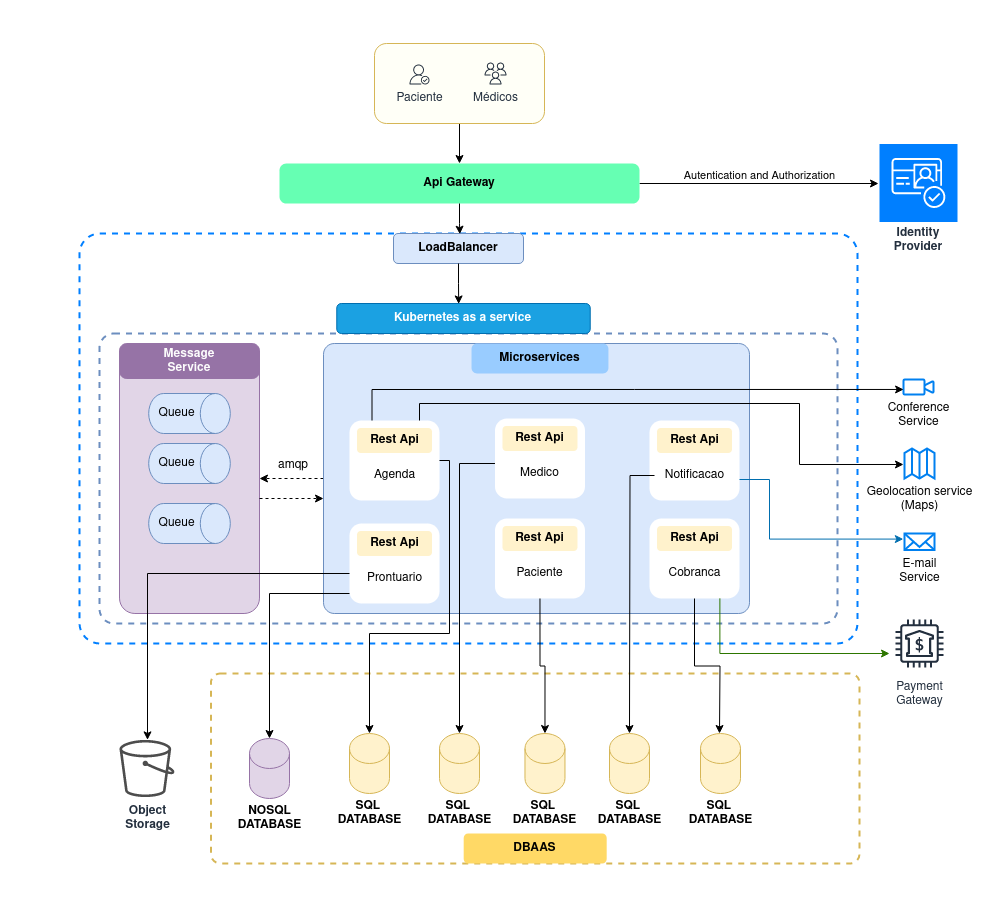 Paciente
Médicos
Api Gateway
Autentication and Authorization
Identity
Provider
LoadBalancer
Kubernetes as a service
Message
Service
Microservices
Queue
Queue
Queue
amqp
Rest Api
Agenda
Rest Api
Medico
Rest Api
Notificacao
Rest Api
Prontuario
Rest Api
Paciente
Rest Api
Cobranca
Conference
Service
Geolocation service
(Maps)
E-mail
Service
$
Payment
Gateway
Object
Storage
NOSQL
DATABASE
SQL
DATABASE
SQL
DATABASE
SQL
DATABASE
SQL
DATABASE
SQL
DATABASE
DBAAS